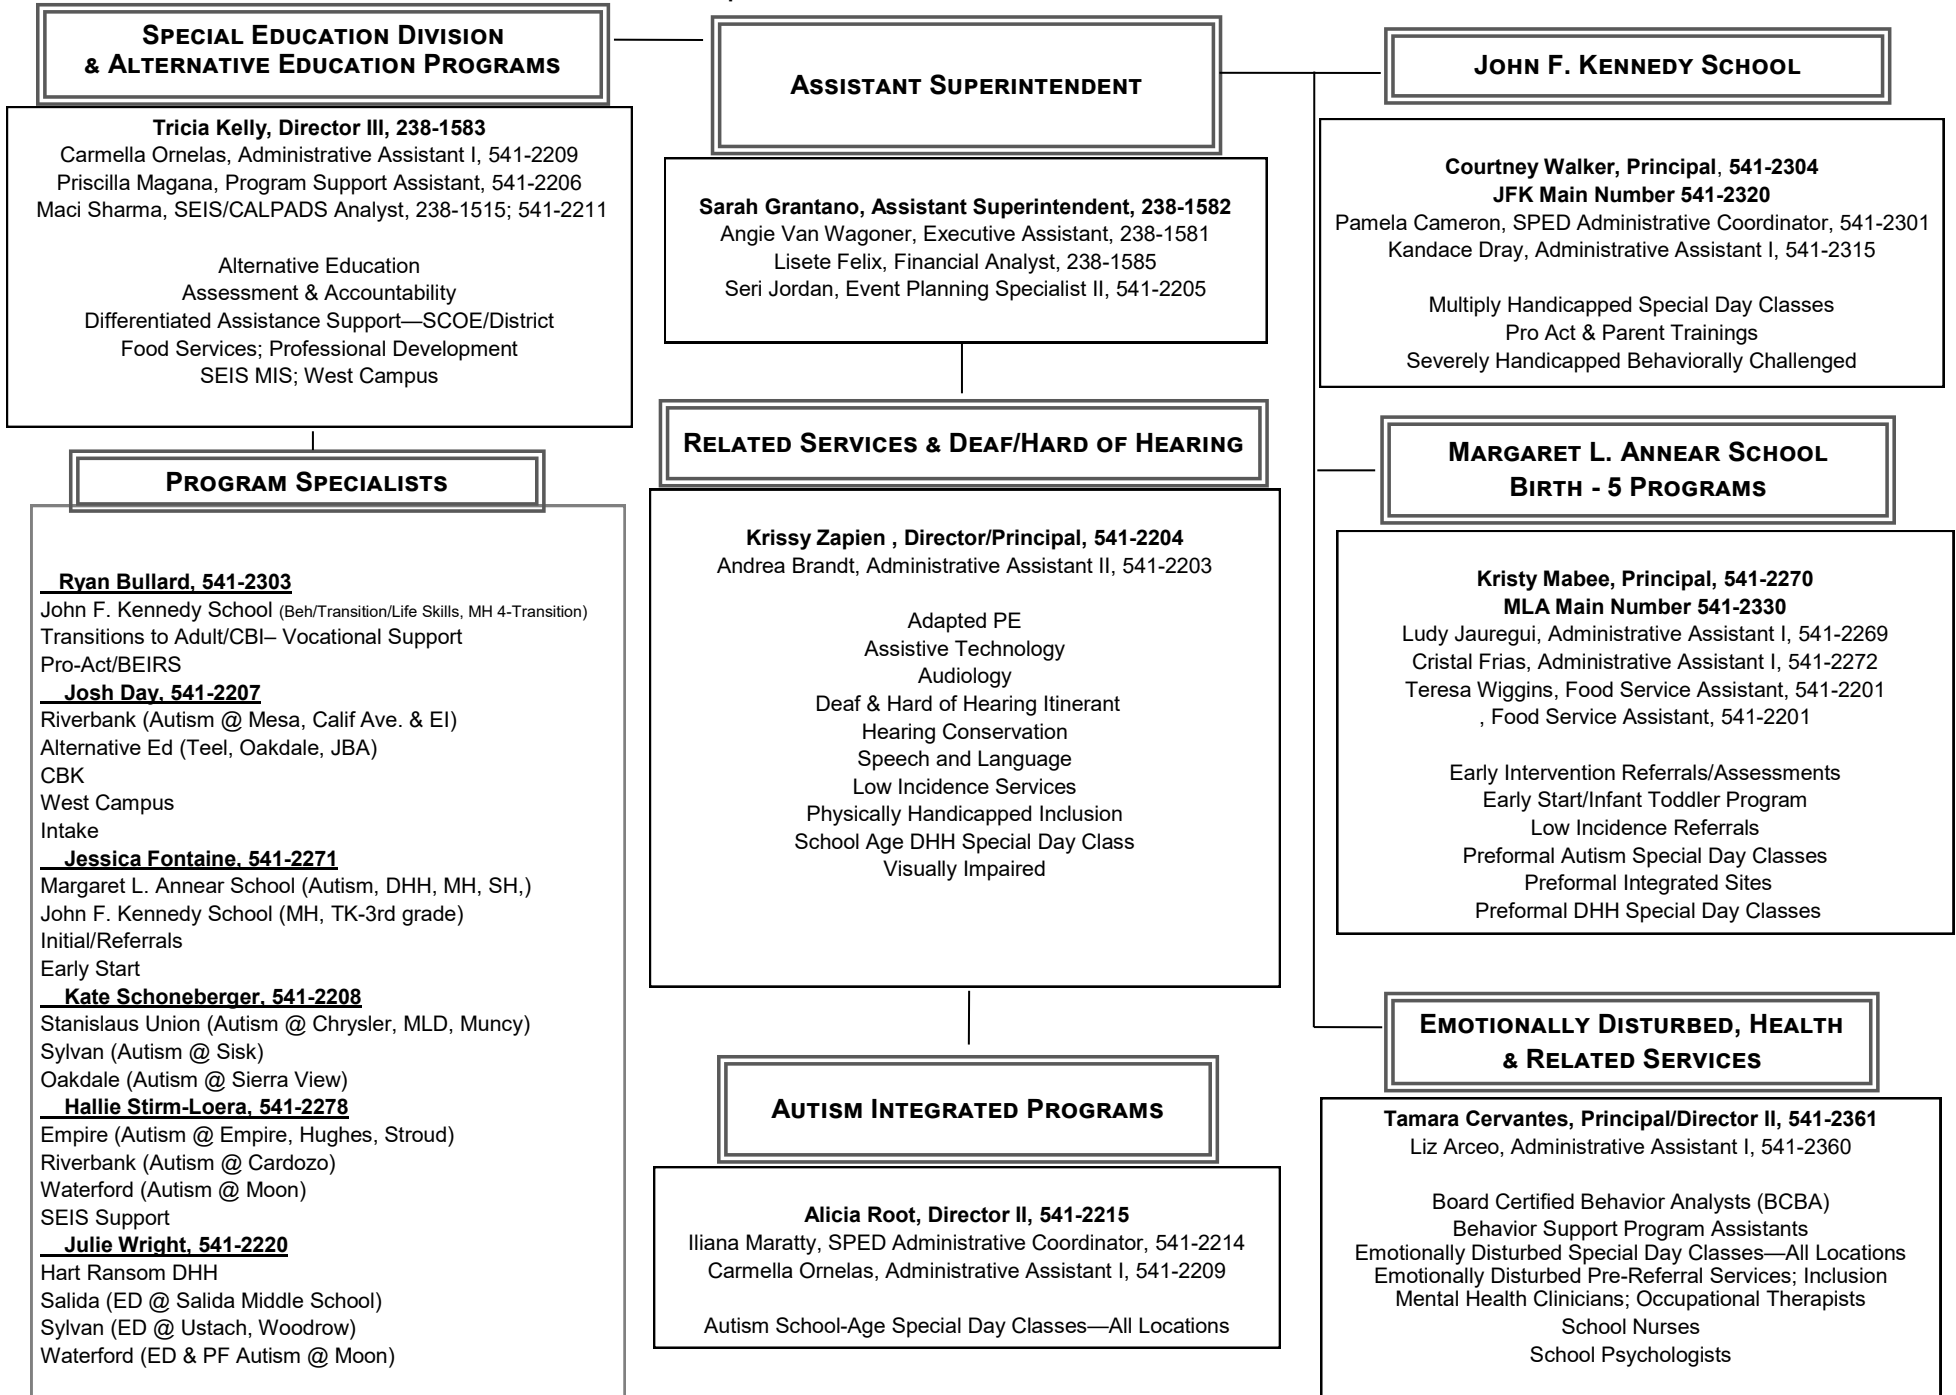 SPECIAL EDUCATION DIVISION
& ALTERNATIVE EDUCATION PROGRAMS
Tricia Kelly, Director III, 238-1583
Carmella Ornelas, Administrative Assistant I, 541-2209
Priscilla Magana, Program Support Assistant, 541-2206
Maci Sharma, SEIS/CALPADS Analyst, 238-1515; 541-2211
Alternative Education
Assessment & Accountability
Differentiated Assistance Support—SCOE/District
Food Services; Professional Development
SEIS MIS; West Campus
PROGRAM SPECIALISTS
Ryan Bullard, 541-2303
John F. Kennedy School (Beh/Transition/Life Skills, MH 4-Transition)
Transitions to Adult/CBI– Vocational Support
Pro-Act/BEIRS
Josh Day, 541-2207
Riverbank (Autism @ Mesa, Calif Ave. & EI)
Alternative Ed (Teel, Oakdale, JBA)
CBK
West Campus
Intake
Jessica Fontaine, 541-2271
Margaret L. Annear School (Autism, DHH, MH, SH,)
John F. Kennedy School (MH, TK-3rd grade)
Initial/Referrals
Early Start
Kate Schoneberger, 541-2208
Stanislaus Union (Autism @ Chrysler, MLD, Muncy)
Sylvan (Autism @ Sisk)
Oakdale (Autism @ Sierra View)
Hallie Stirm-Loera, 541-2278
Empire (Autism @ Empire, Hughes, Stroud)
Riverbank (Autism @ Cardozo)
Waterford (Autism @ Moon)
SEIS Support
Julie Wright, 541-2220
Hart Ransom DHH
Salida (ED @ Salida Middle School)
Sylvan (ED @ Ustach, Woodrow)
Waterford (ED & PF Autism @ Moon)
ASSISTANT SUPERINTENDENT
Sarah Grantano, Assistant Superintendent, 238-1582
Angie Van Wagoner, Executive Assistant, 238-1581
Lisete Felix, Financial Analyst, 238-1585
Seri Jordan, Event Planning Specialist II, 541-2205
RELATED SERVICES & DEAF/HARD OF HEARING
Krissy Zapien , Director/Principal, 541-2204
Andrea Brandt, Administrative Assistant II, 541-2203
Adapted PE
Assistive Technology
Audiology
Deaf & Hard of Hearing Itinerant
Hearing Conservation
Speech and Language
Low Incidence Services
Physically Handicapped Inclusion
School Age DHH Special Day Class
Visually Impaired
AUTISM INTEGRATED PROGRAMS
Alicia Root, Director II, 541-2215
Iliana Maratty, SPED Administrative Coordinator, 541-2214
Carmella Ornelas, Administrative Assistant I, 541-2209
Autism School-Age Special Day Classes—All Locations
JOHN F. KENNEDY SCHOOL
Courtney Walker, Principal, 541-2304
JFK Main Number 541-2320
Pamela Cameron, SPED Administrative Coordinator, 541-2301
Kandace Dray, Administrative Assistant I, 541-2315
Multiply Handicapped Special Day Classes
Pro Act & Parent Trainings
Severely Handicapped Behaviorally Challenged
MARGARET L. ANNEAR SCHOOL
BIRTH - 5 PROGRAMS
Kristy Mabee, Principal, 541-2270
MLA Main Number 541-2330
Ludy Jauregui, Administrative Assistant I, 541-2269
Cristal Frias, Administrative Assistant I, 541-2272
Teresa Wiggins, Food Service Assistant, 541-2201
, Food Service Assistant, 541-2201
Early Intervention Referrals/Assessments
Early Start/Infant Toddler Program
Low Incidence Referrals
Preformal Autism Special Day Classes
Preformal Integrated Sites
Preformal DHH Special Day Classes
EMOTIONALLY DISTURBED, HEALTH
& RELATED SERVICES
Tamara Cervantes, Principal/Director II, 541-2361
Liz Arceo, Administrative Assistant I, 541-2360
Board Certified Behavior Analysts (BCBA)
Behavior Support Program Assistants
Emotionally Disturbed Special Day Classes—All Locations
Emotionally Disturbed Pre-Referral Services; Inclusion
Mental Health Clinicians; Occupational Therapists
School Nurses
School Psychologists